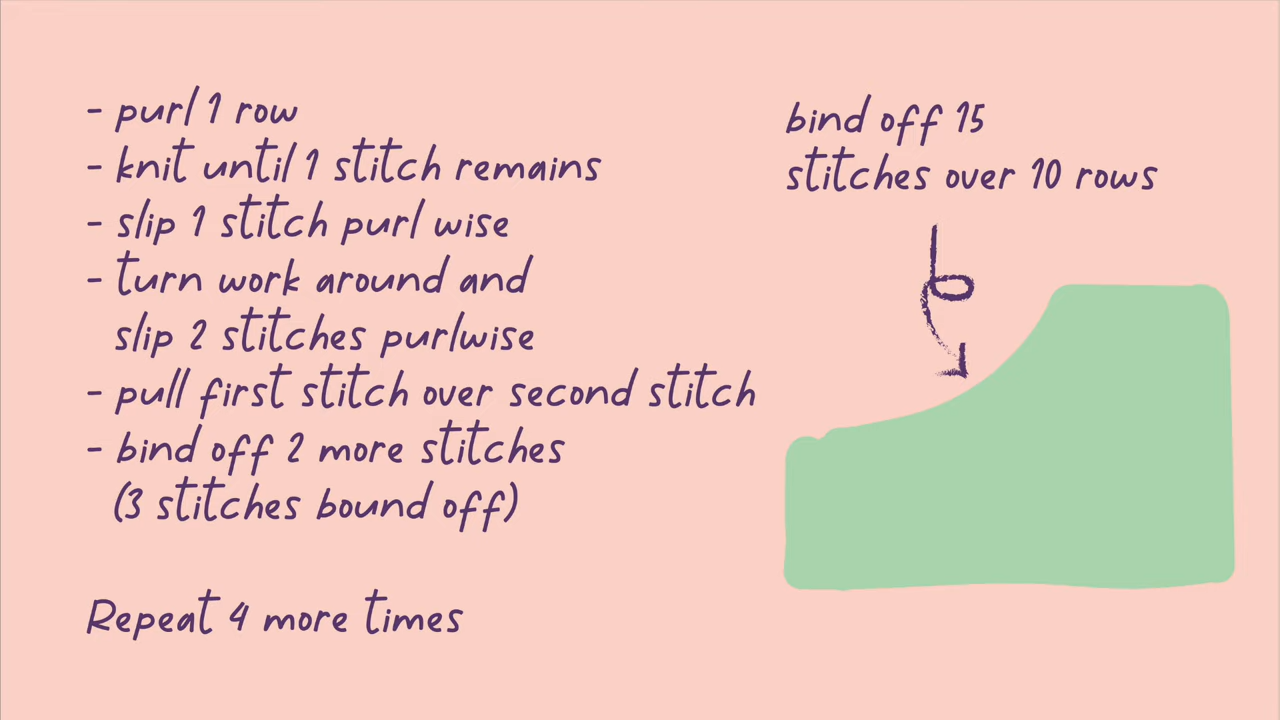 - purl 1 row
- knit until 1 stitch remains
- slip 1 stitch purl wise
- turn work around and
slip 2 stitches purlwise
- pull first stitch over second stitch
- bind off 2 more stitches
(3 stitches bound off)
Repeat 4 more times
bind off 15
stitches over 10 rows